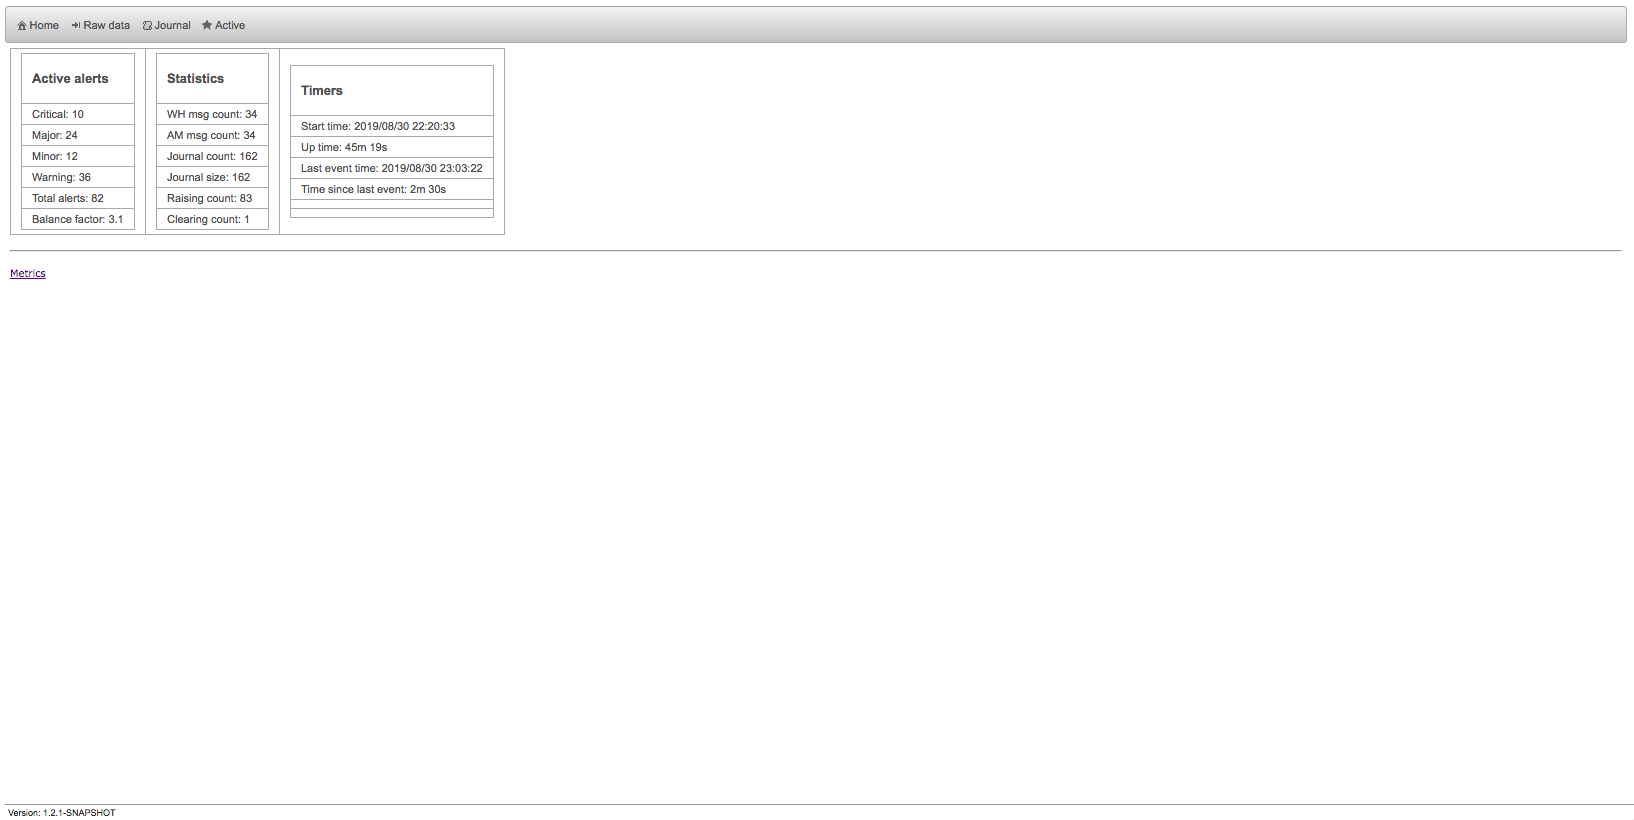 Home Raw data Journal Active
Active alerts
Critical: 10
Major: 24
Minor: 12
Warning: 36
Total alerts: 82
Balance factor: 3.1
Statistics
WH msg count: 34
AM msg count: 34
Journal count: 162
Journal size: 162
Raising count: 83
Clearing count: 1
Timers
Start time: 2019/08/30 22:20:33
Up time: 45m 19s
Last event time: 2019/08/30 23:03:22
Time since last event: 2m 30s
Metrics
Version: 1.2.1-SNAPSHOT